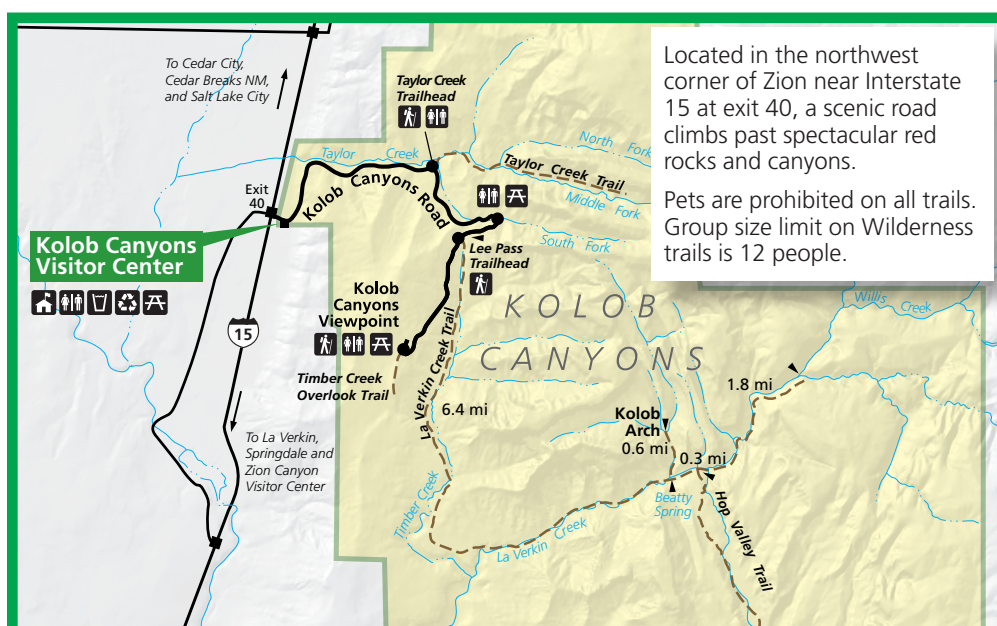 Located in the northwest
corner of Zion near Interstate
15 at exit 40, a scenic road
climbs past spectacular red
rocks and canyons.
Pets are prohibited on all trails.
Group size limit on Wilderness
trails is 12 people.
To Cedar City,
Cedar Breaks NM,
and Salt Lake City
Taylor Creek
Trailhead
North Fork
Taylor Creek
Taylor Creek Trail
Middle Fork
Exit
40
Kolob Canyons Road
South Fork
Kolob Canyons
Visitor Center
Lee Pass
Trailhead
Kolob
Canyons
Viewpoint
KOLOB
CANYONS
Willis Creek
15
Timber Creek
Overlook Trail
La Verkin Creek Trail
6.4 mi
1.8 mi
Kolob
Arch
0.6 mi
0.3 mi
To La Verkin,
Springdale and
Zion Canyon
Visitor Center
Beatty
Spring
Timber Creek
La Verkin Creek
Hop Valley Trail